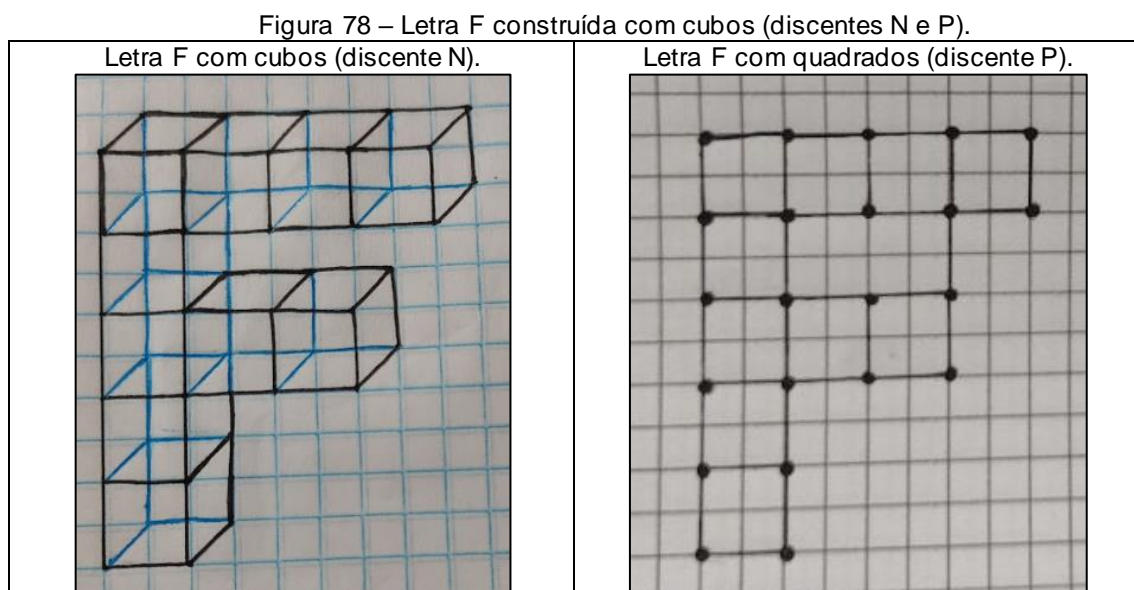 Figura 78 – Letra F construída com cubos (discentes N e P).
Letra F com cubos (discente N).
Letra F com quadrados (discente P).